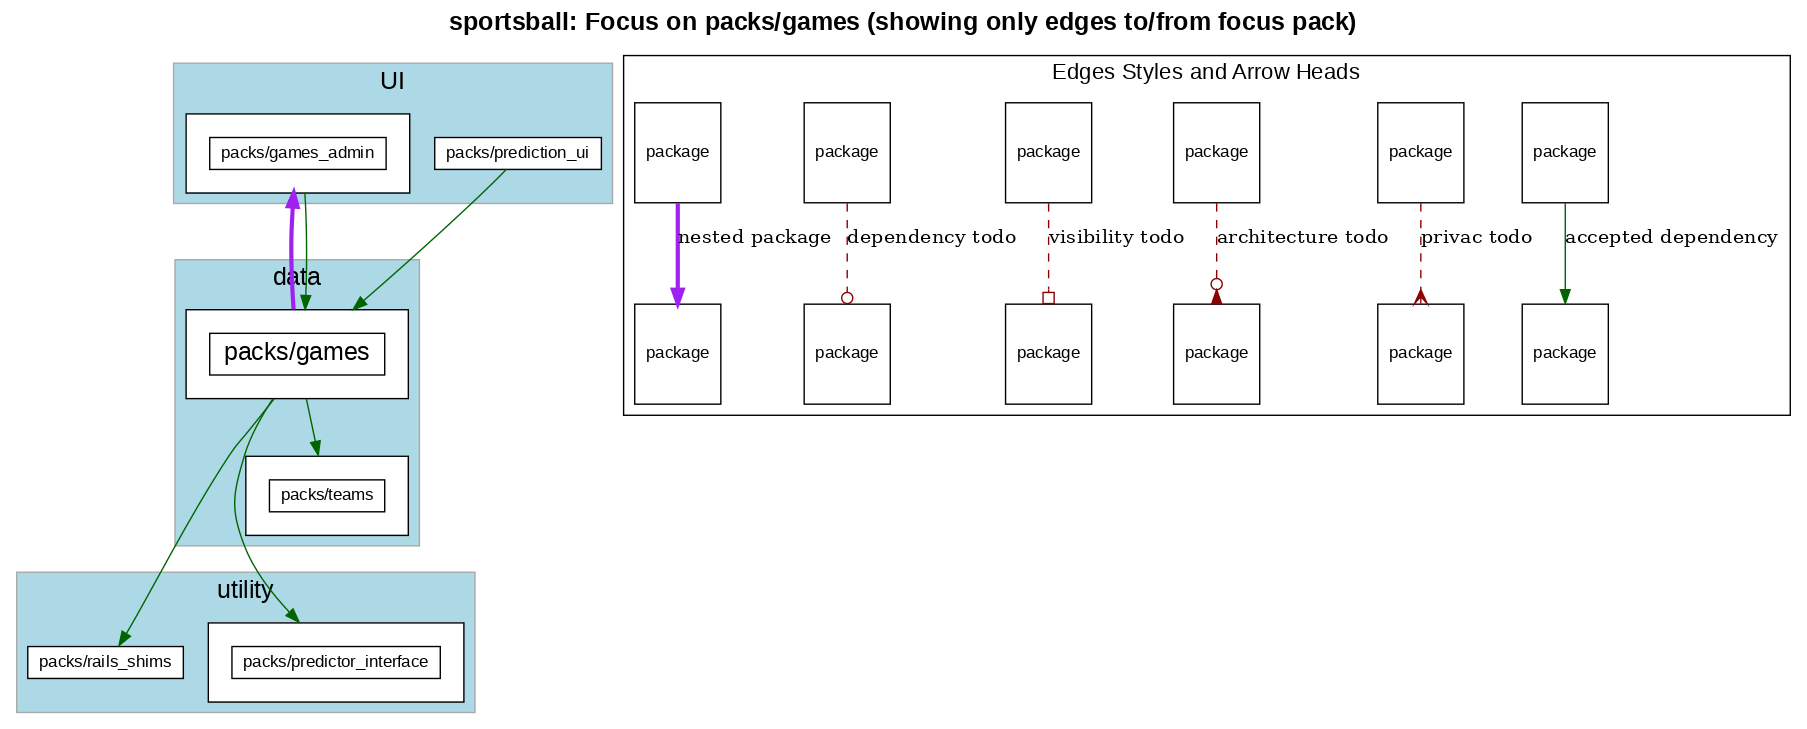 sportsball: Focus on packs/games (showing only edges to/from focus pack)
UI
packs/games_admin
packs/prediction_ui
data
packs/games
packs/teams
utility
packs/rails_shims
packs/predictor_interface
Edges Styles and Arrow Heads
package
package
package
package
package
package
nested package
dependency todo
visibility todo
architecture todo
privac todo
accepted dependency
package
package
package
package
package
package